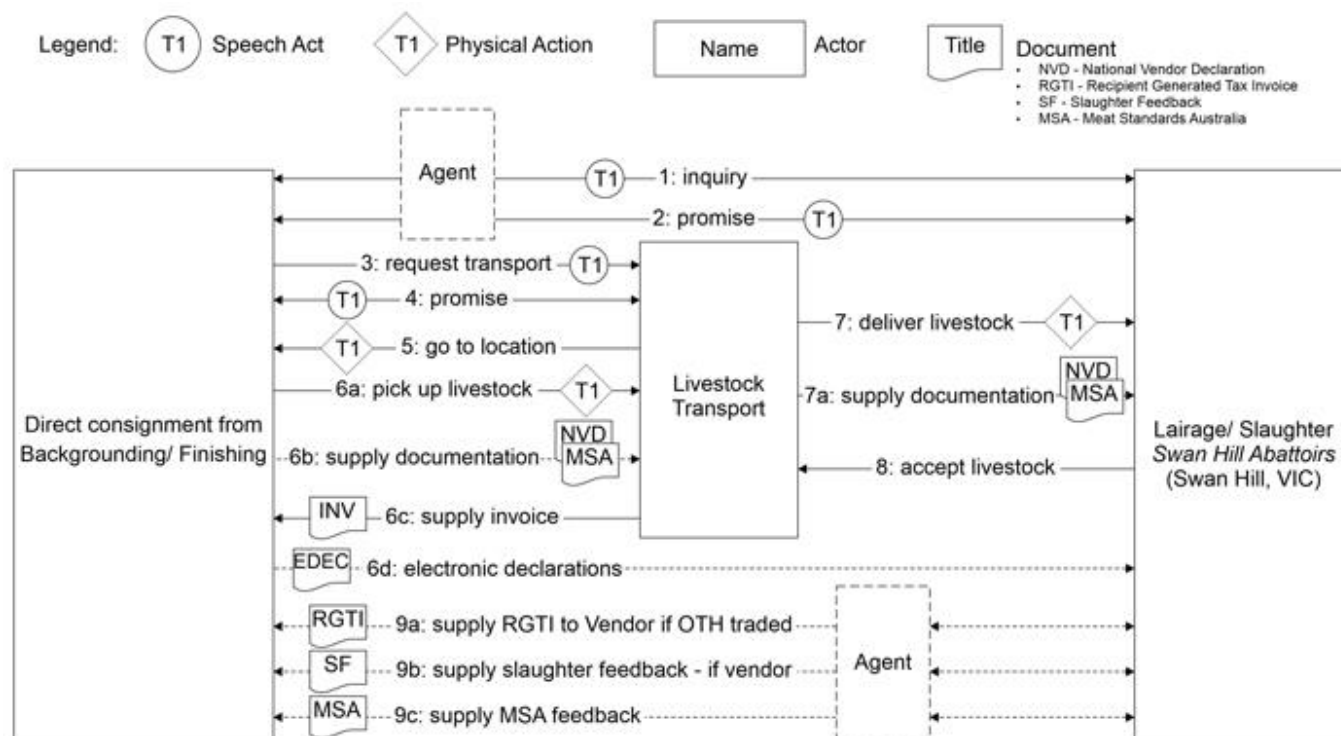 Legend:
T1
Speech Act
T1
Physical Action
Name
Actor
Title
Document
• NVD - National Vendor Declaration
• RGTI - Recipient Generated Tax Invoice
• SF - Slaughter Feedback
• MSA - Meat Standards Australia
Agent
T1
1: inquiry
2: promise
T1
3: request transport
T1
T1
4: promise
T1
5: go to location
6a: pick up livestock
T1
6b: supply documentation
NVD
MSA
INV
6c: supply invoice
EDEC
6d: electronic declarations
Direct consignment from
Backgrounding/ Finishing
Livestock
Transport
7: deliver livestock
T1
7a: supply documentation
NVD
MSA
8: accept livestock
Lairage/ Slaughter
Swan Hill Abattoirs
(Swan Hill, VIC)
RGTI
9a: supply RGTI to Vendor if OTH traded
SF
9b: supply slaughter feedback - if vendor
MSA
9c: supply MSA feedback
Agent